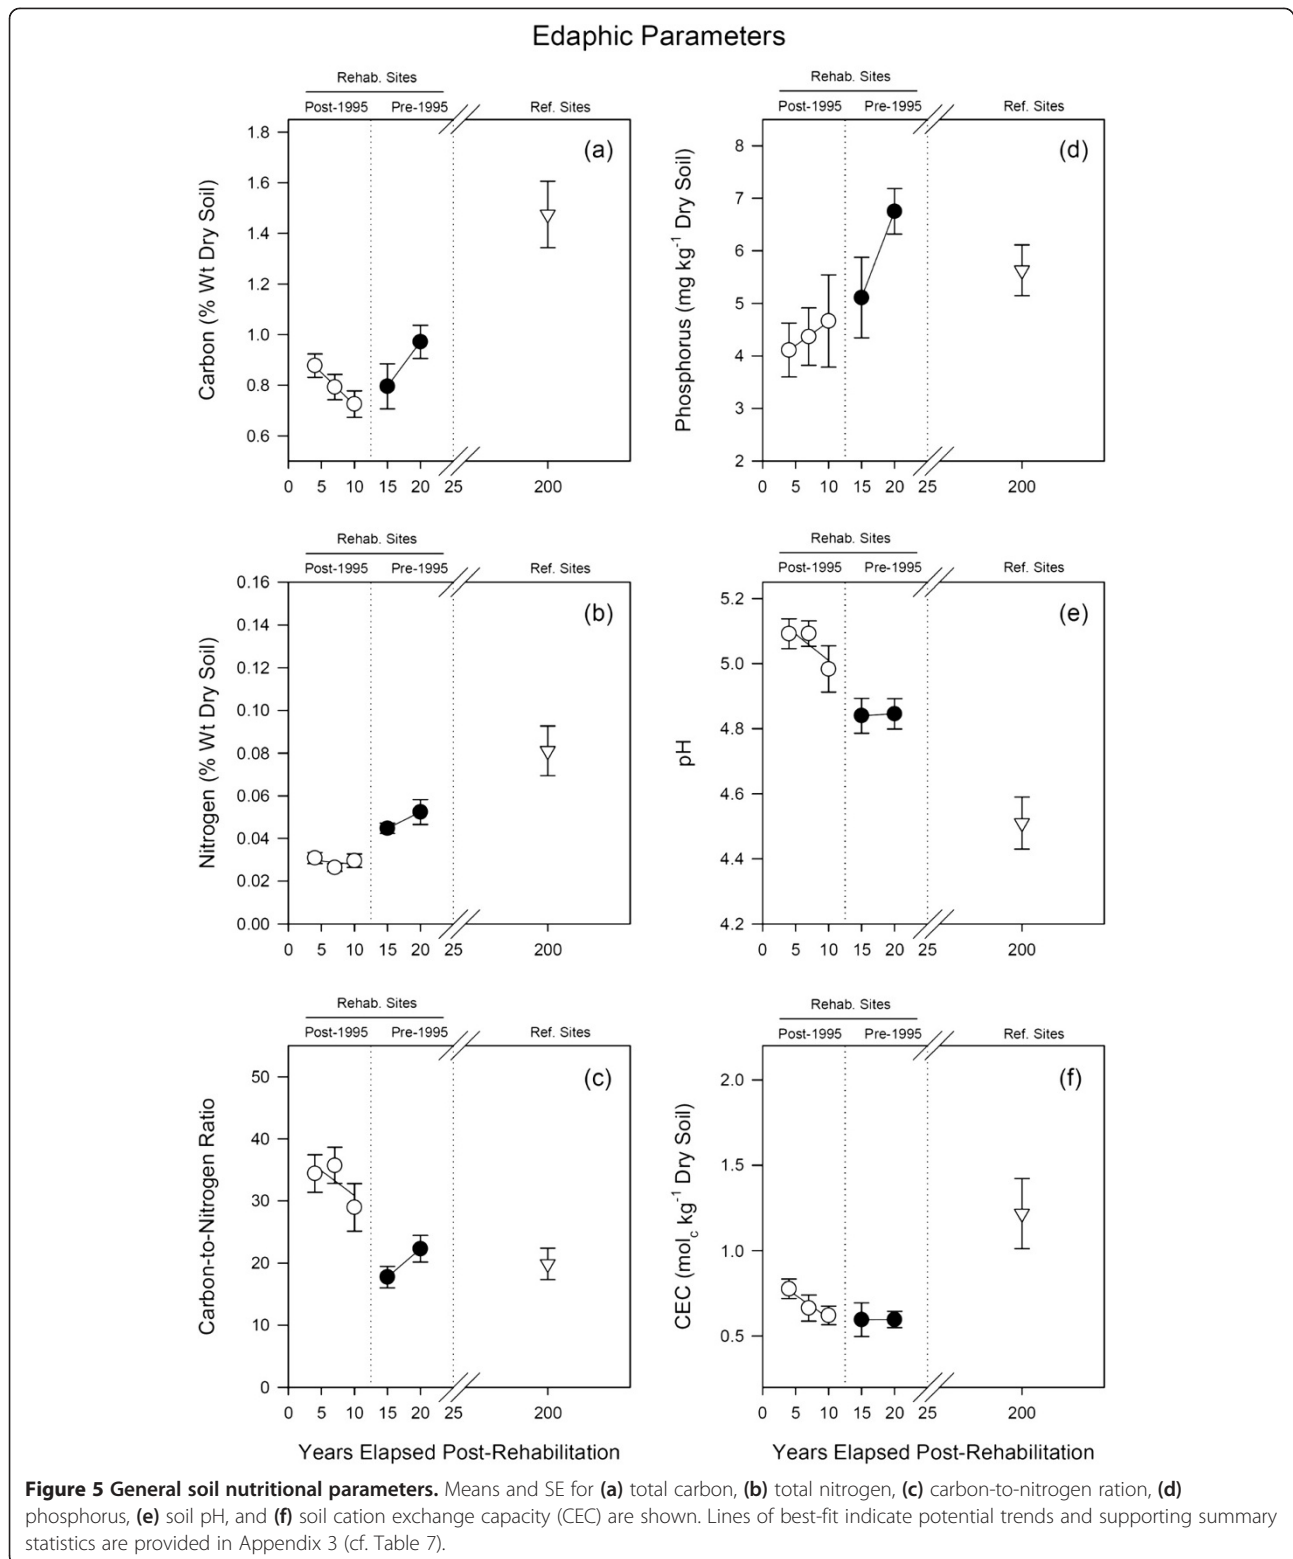 Edaphic Parameters
Rehab. Sites
Post-1995 Pre-1995 Ref. Sites
(a)
Carbon (% Wt Dry Soil)
1.8
1.6
1.4
1.2
1.0
0.8
0.6
0 5 10 15 20 25 200
Rehab. Sites
Post-1995 Pre-1995 Ref. Sites
(d)
Phosphorus (mg kg⁻¹ Dry Soil)
8
7
6
5
4
3
2
0 5 10 15 20 25 200
Rehab. Sites
Post-1995 Pre-1995 Ref. Sites
(b)
Nitrogen (% Wt Dry Soil)
0.16
0.14
0.12
0.10
0.08
0.06
0.04
0.02
0.00
0 5 10 15 20 25 200
Rehab. Sites
Post-1995 Pre-1995 Ref. Sites
(e)
pH
5.2
5.0
4.8
4.6
4.4
4.2
0 5 10 15 20 25 200
Rehab. Sites
Post-1995 Pre-1995 Ref. Sites
(c)
Carbon-to-Nitrogen Ratio
50
40
30
20
10
0
0 5 10 15 20 25 200
Years Elapsed Post-Rehabilitation
Rehab. Sites
Post-1995 Pre-1995 Ref. Sites
(f)
CEC (mol_c kg⁻¹ Dry Soil)
2.0
1.5
1.0
0.5
0 5 10 15 20 25 200
Years Elapsed Post-Rehabilitation
Figure 5 General soil nutritional parameters. Means and SE for (a) total carbon, (b) total nitrogen, (c) carbon-to-nitrogen ration, (d)
phosphorus, (e) soil pH, and (f) soil cation exchange capacity (CEC) are shown. Lines of best-fit indicate potential trends and supporting summary
statistics are provided in Appendix 3 (cf. Table 7).